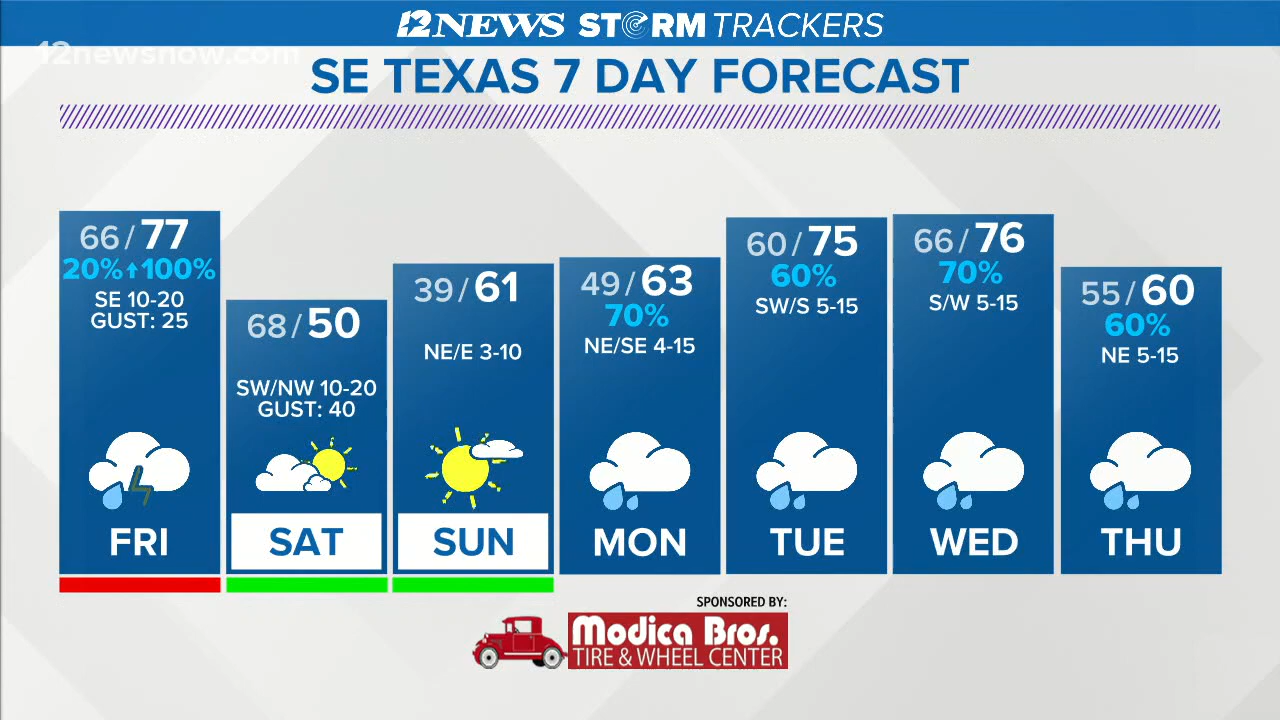 12NEWS STORM TRACKERS
12newsnow.com
SE TEXAS 7 DAY FORECAST
66/77
20%⬆100%
SE 10-20
GUST: 25
FRI
68/50
SW/NW 10-20
GUST: 40
SAT
39/61
NE/E 3-10
SUN
49/63
70%
NE/SE 4-15
MON
60/75
60%
SW/S 5-15
TUE
66/76
70%
S/W 5-15
WED
55/60
60%
NE 5-15
THU
SPONSORED BY:
Modica Bros.
TIRE & WHEEL CENTER